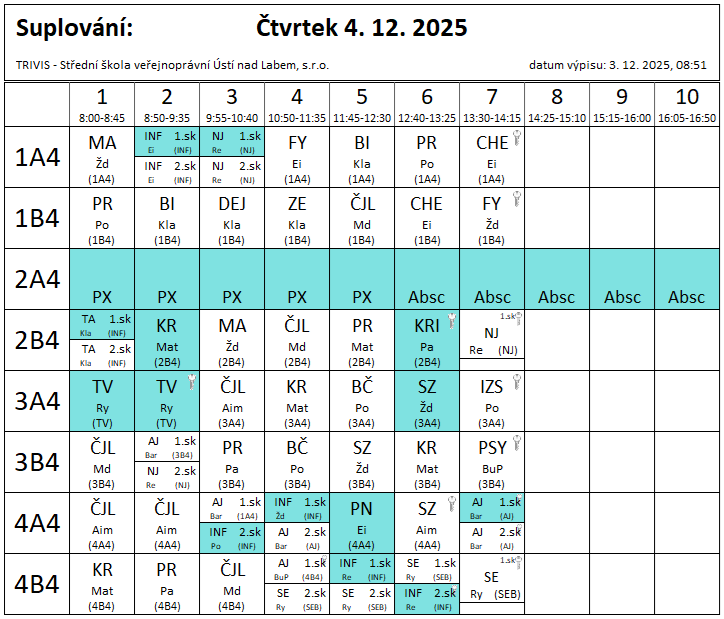 Suplování: Čtvrtek 4. 12. 2025
TRIVIS - Střední škola veřejnoprávní Ústí nad Labem, s.r.o. datum výpisu: 3. 12. 2025, 08:51
1 2 3 4 5 6 7 8 9 10
8:00-8:45 8:50-9:35 9:55-10:40 10:50-11:35 11:45-12:30 12:40-13:25 13:30-14:15 14:25-15:10 15:15-16:00 16:05-16:50
1A4
MA
Žd
(1A4)
INF 1.sk
Ei (INF)
INF 2.sk
Ei (INF)
NJ 1.sk
Re (NJ)
NJ 2.sk
Re (NJ)
FY
Ei
(1A4)
BI
Kla
(1A4)
PR
Po
(1A4)
CHE
Ei
(1A4)
1B4
PR
Po
(1B4)
BI
Kla
(1B4)
DEJ
Kla
(1B4)
ZE
Kla
(1B4)
ČJL
Md
(1B4)
CHE
Ei
(1B4)
FY
Žd
(1B4)
2A4
PX PX PX PX PX Absc Absc Absc Absc Absc
2B4
TA 1.sk
Kla (INF)
TA 2.sk
Kla (INF)
KR
Mat
(2B4)
MA
Žd
(2B4)
ČJL
Md
(2B4)
PR
Mat
(2B4)
KRI
Pa
(2B4)
1.sk
NJ
Re (NJ)
3A4
TV
Ry
(TV)
TV
Ry
(TV)
ČJL
Aim
(3A4)
KR
Mat
(3A4)
BČ
Po
(3A4)
SZ
Žd
(3A4)
IZS
Po
(3A4)
3B4
ČJL
Md
(3B4)
AJ 1.sk
Bar (3B4)
NJ 2.sk
Re (NJ)
PR
Pa
(3B4)
BČ
Po
(3B4)
SZ
Žd
(3B4)
KR
Mat
(3B4)
PSY
BuP
(3B4)
4A4
ČJL
Aim
(4A4)
ČJL
Aim
(4A4)
AJ 1.sk
Bar (1A4)
INF 2.sk
Po (INF)
INF 1.sk
Žd (INF)
AJ 2.sk
Bar (AJ)
PN
Ei
(4A4)
SZ
Aim
(4A4)
AJ 1.sk
Bar (AJ)
AJ 2.sk
Bar (AJ)
4B4
KR
Mat
(4B4)
PR
Pa
(4B4)
ČJL
Md
(4B4)
AJ 1.sk
BuP (4B4)
SE 2.sk
Ry (SEB)
INF 1.sk
Re (INF)
SE 2.sk
Ry (SEB)
SE 1.sk
Ry (SEB)
INF 2.sk
Re (INF)
1.sk
SE
Ry (SEB)